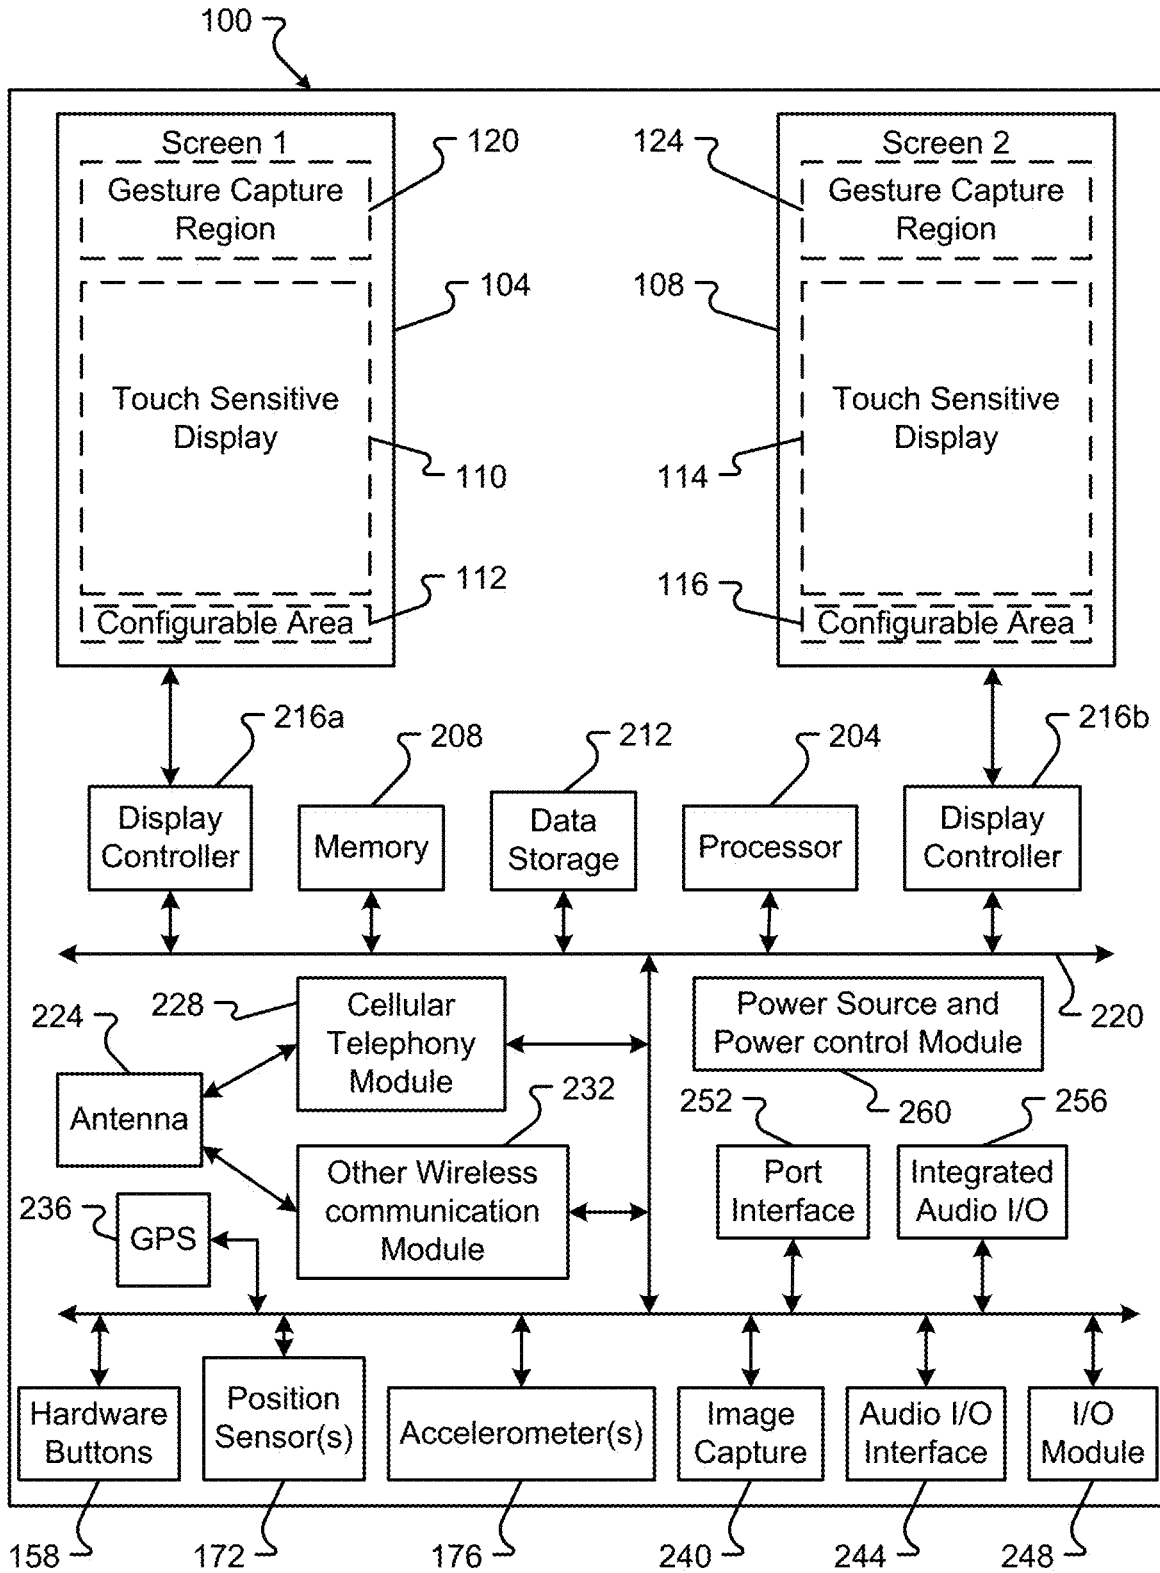 100
Screen 1
120
Gesture Capture
Region
104
Touch Sensitive
Display
110
112
Configurable Area
Screen 2
124
Gesture Capture
Region
108
Touch Sensitive
Display
114
116
Configurable Area
216a
208
212
204
216b
Display
Controller
Memory
Data
Storage
Processor
Display
Controller
228
Cellular
Telephony
Module
Power Source and
Power control Module
220
224
Antenna
232
252
260
256
Other Wireless
communication
Module
Port
Interface
Integrated
Audio I/O
236
GPS
Hardware
Buttons
Position
Sensor(s)
Accelerometer(s)
Image
Capture
Audio I/O
Interface
I/O
Module
158
172
176
240
244
248